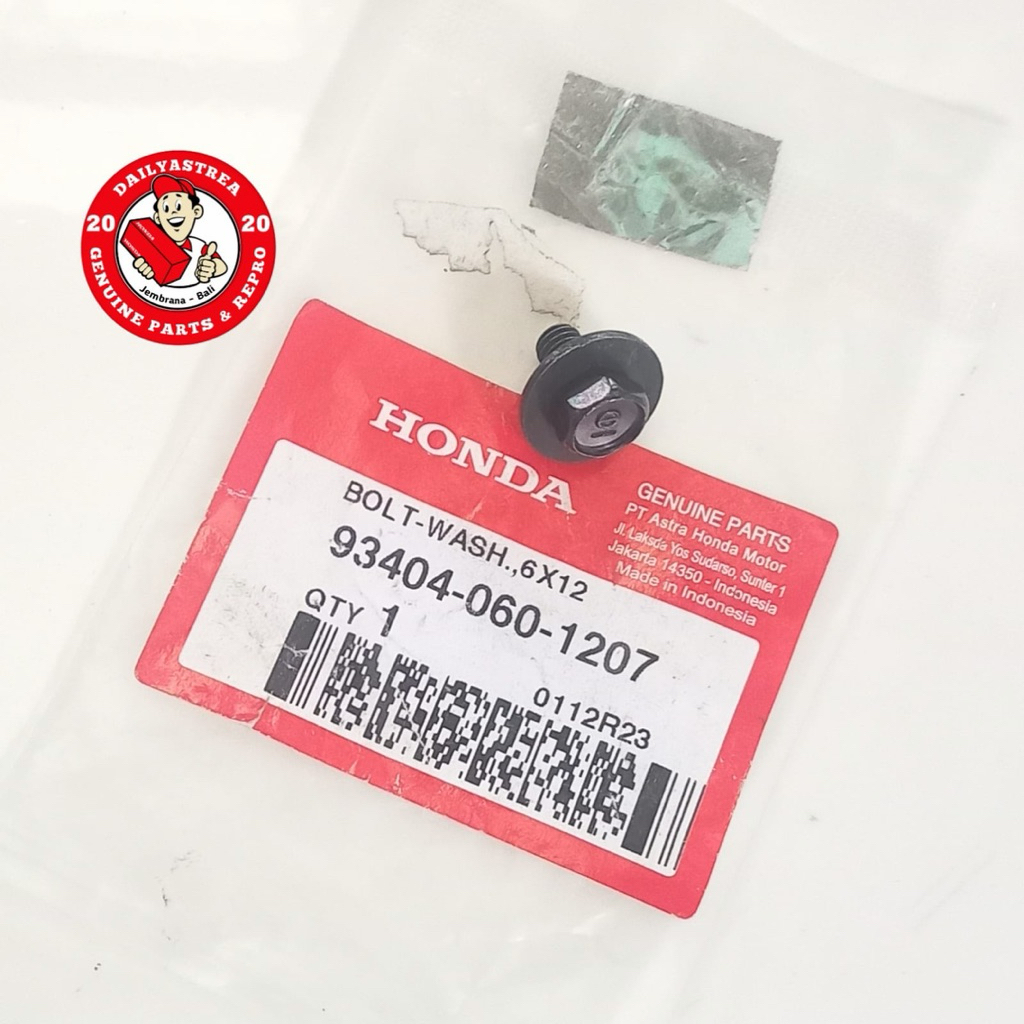 DAILYASTREA
20 20
GENUINE PARTS & REPRO
Jembrana - Bali
HONDA
GENUINE PARTS
PT Astra Honda Motor
Jl. Laksda Yos Sudarso, Sunter 1
Jakarta 14350 - Indonesia
Made in Indonesia
BOLT-WASH.,6X12
93404-060-1207
QTY 1
0112R23